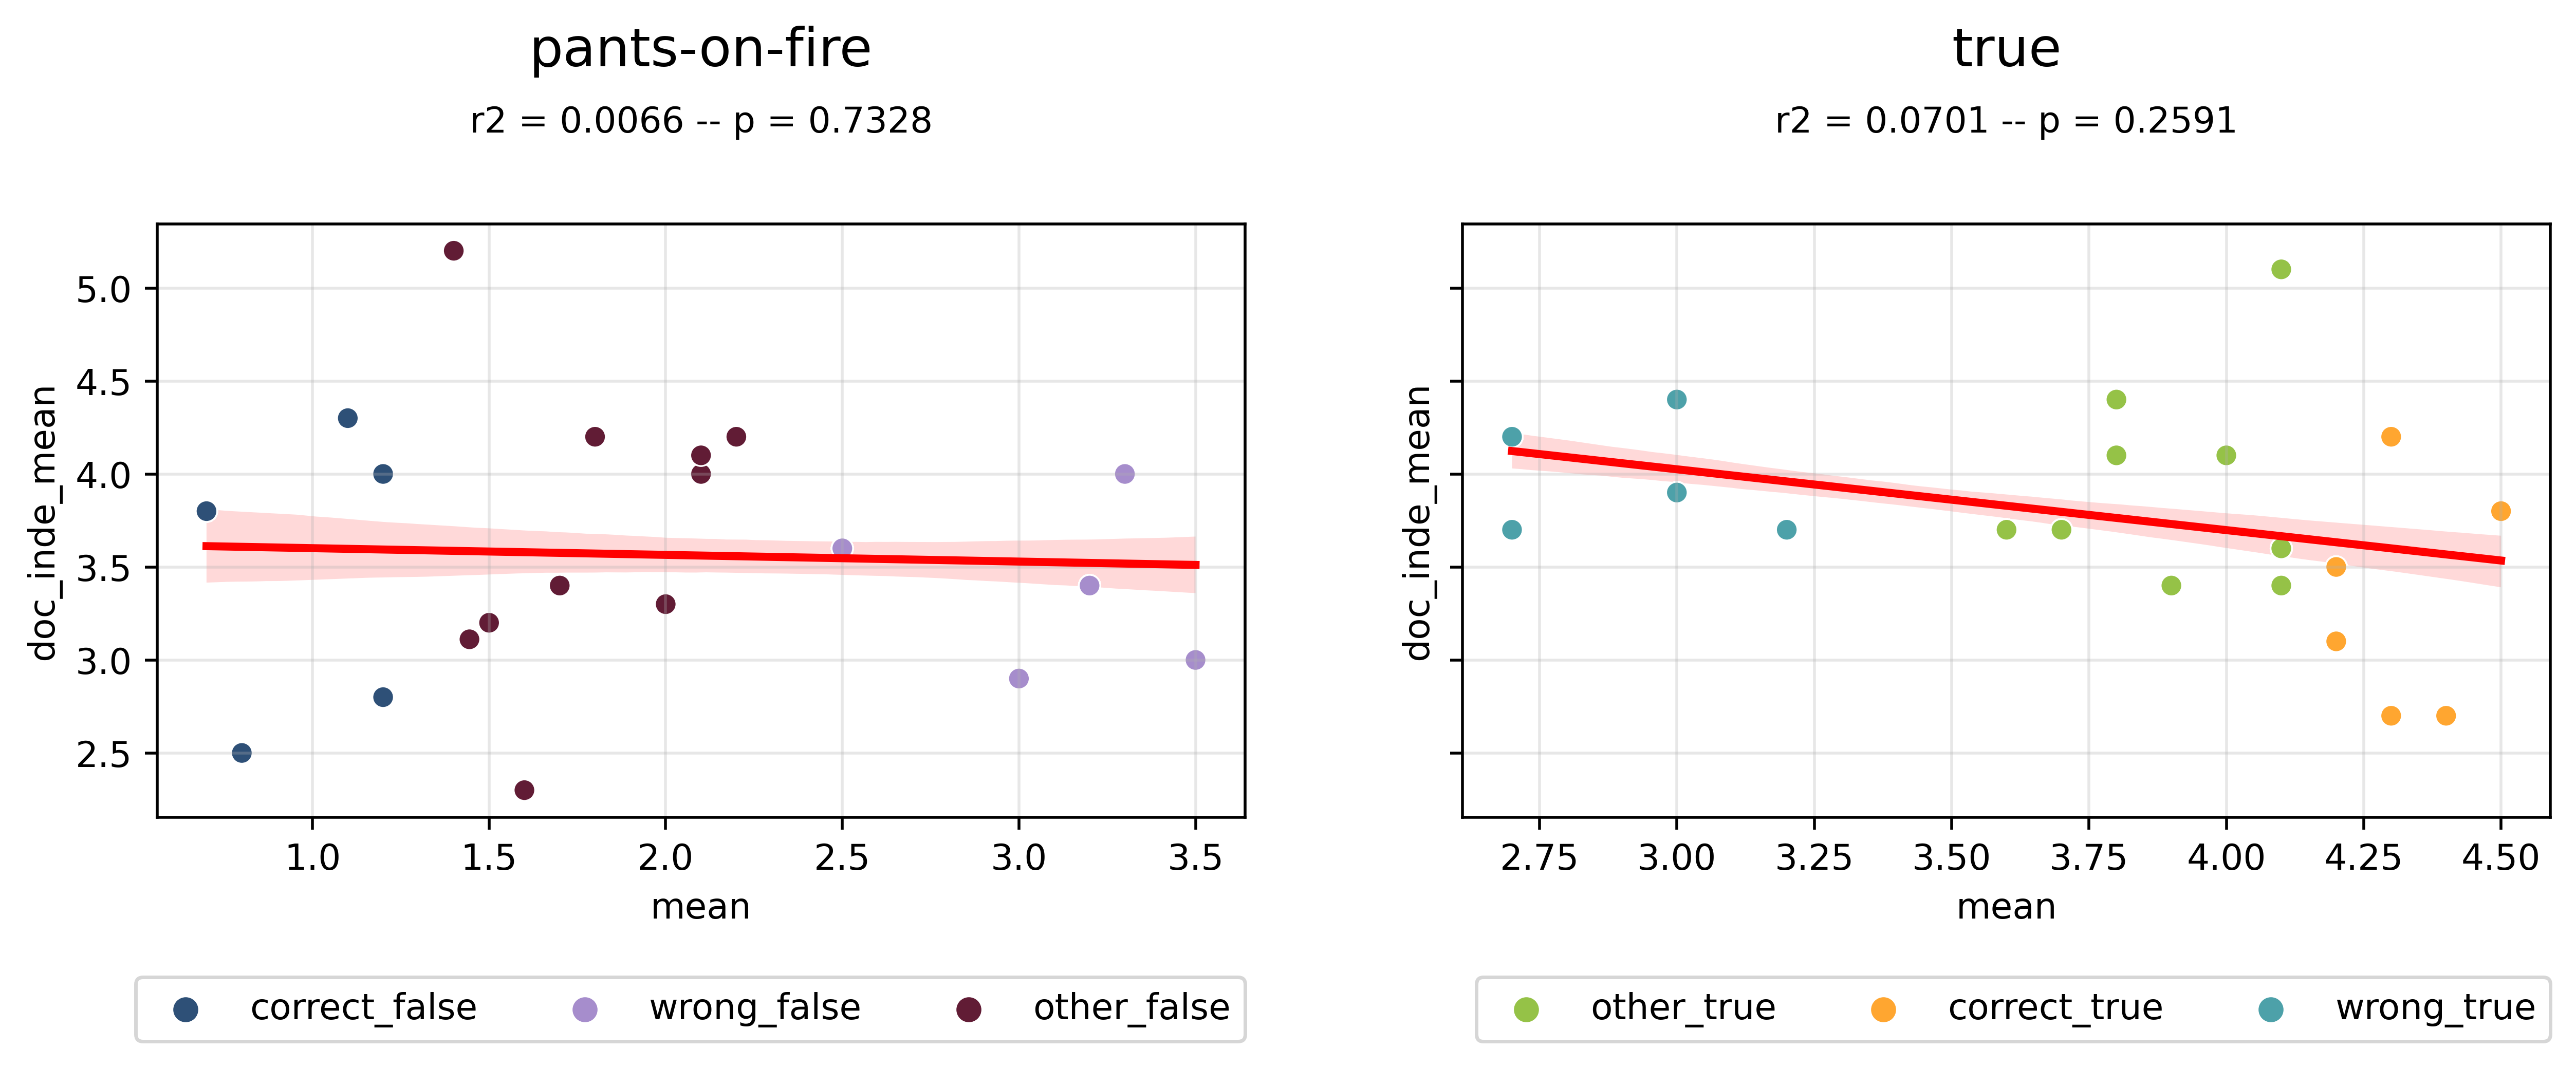 pants-on-fire
r2 = 0.0066 -- p = 0.7328
doc_inde_mean
5.0
4.5
4.0
3.5
3.0
2.5
1.0 1.5 2.0 2.5 3.0 3.5
mean
correct_false wrong_false other_false
true
r2 = 0.0701 -- p = 0.2591
doc_inde_mean
2.75 3.00 3.25 3.50 3.75 4.00 4.25 4.50
mean
other_true correct_true wrong_true